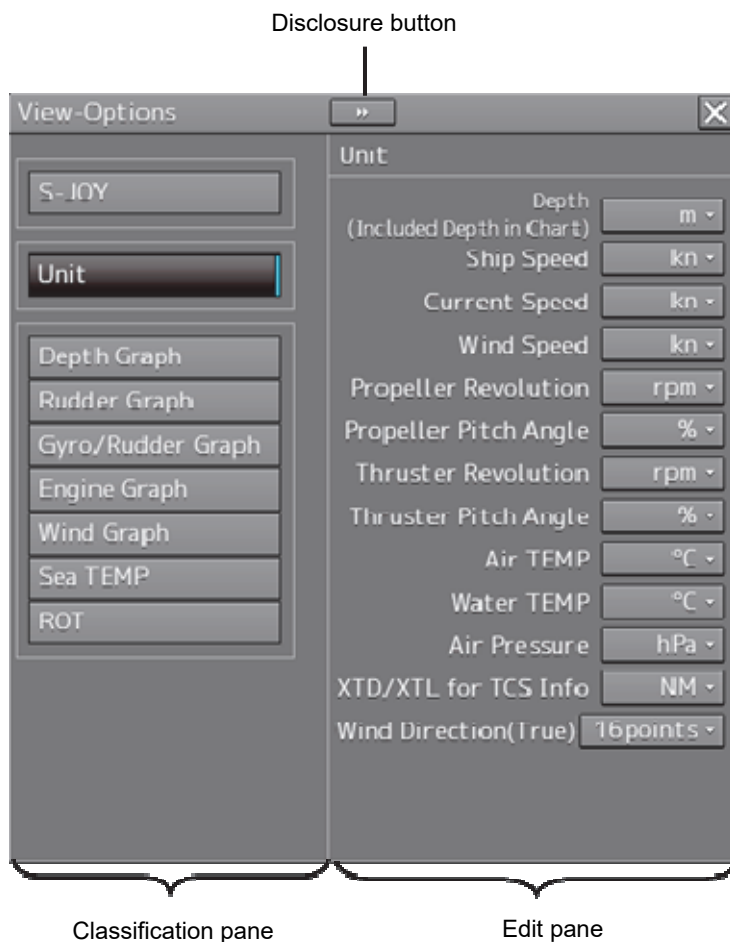 Disclosure button
View-Options
S-JOY
Unit
Depth Graph
Rudder Graph
Gyro/Rudder Graph
Engine Graph
Wind Graph
Sea TEMP
ROT
Unit
Depth
(Included Depth in Chart) m
Ship Speed kn
Current Speed kn
Wind Speed kn
Propeller Revolution rpm
Propeller Pitch Angle %
Thruster Revolution rpm
Thruster Pitch Angle %
Air TEMP °C
Water TEMP °C
Air Pressure hPa
XTD/XTL for TCS Info NM
Wind Direction(True) 16points
Classification pane
Edit pane